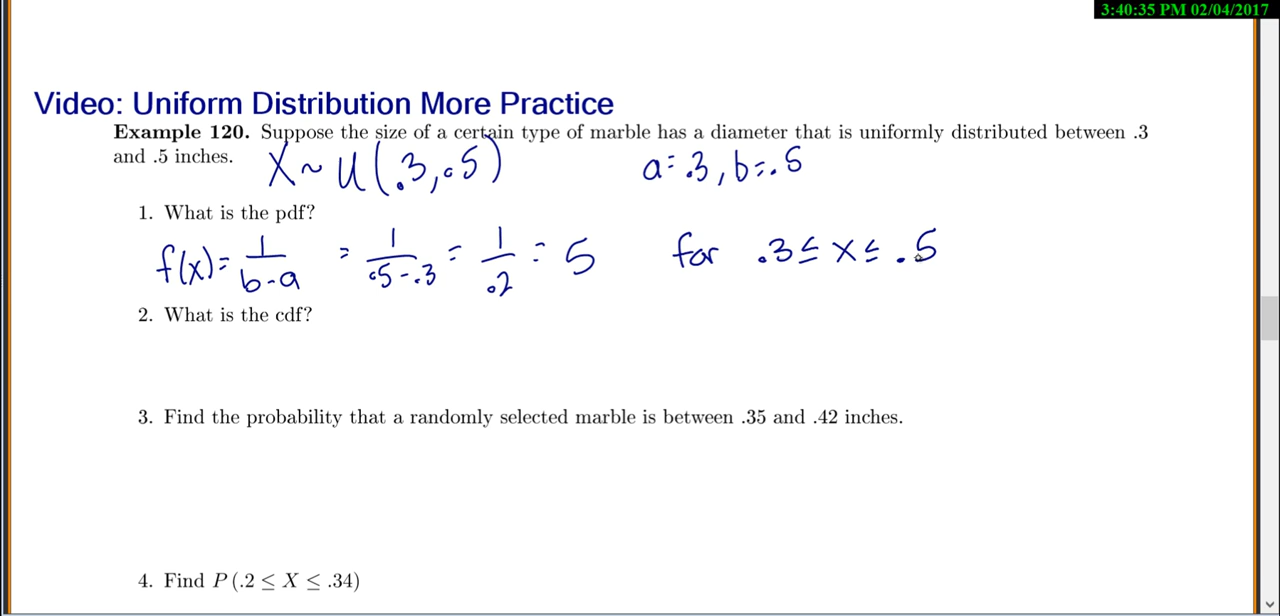 3:40:35 PM 02/04/2017
Video: Uniform Distribution More Practice
Example 120. Suppose the size of a certain type of marble has a diameter that is uniformly distributed between .3
and .5 inches.
X ~ U(.3, .5) a = .3, b = .5
1. What is the pdf?
f(x) = 1/(b-a) = 1/(.5-.3) = 1/.2 = 5 for .3 ≤ x ≤ .5
2. What is the cdf?
3. Find the probability that a randomly selected marble is between .35 and .42 inches.
4. Find P (.2 ≤ X ≤ .34)